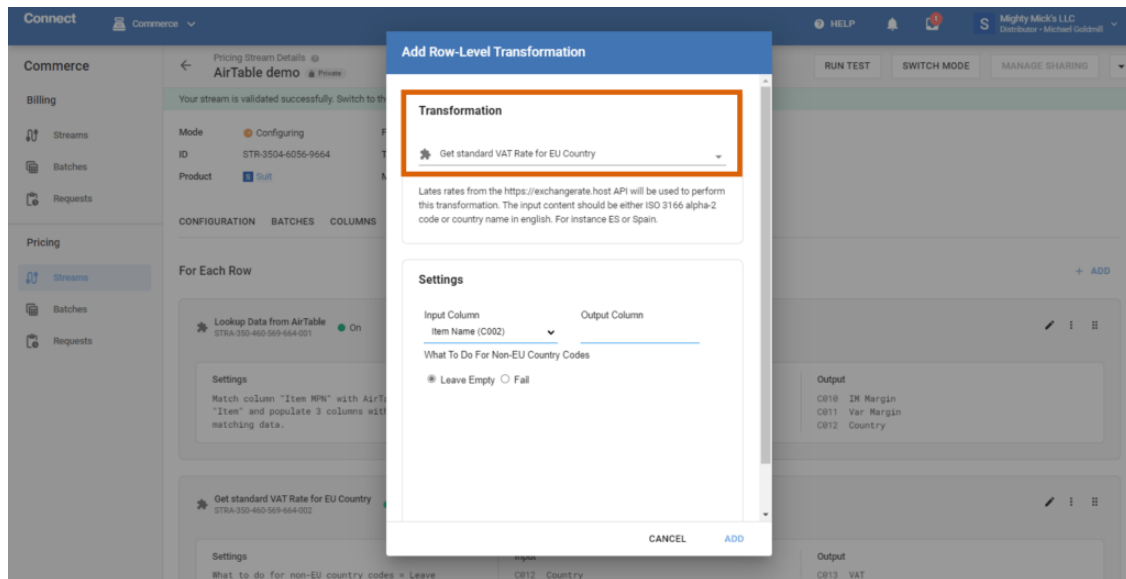 Connect
Commerce
HELP
S
Mighty Mick's LLC
Distributor - Michael Goldmill
Commerce
Billing
Streams
Batches
Requests
Pricing
Streams
Batches
Requests
Pricing Stream Details
AirTable demo
Private
RUN TEST
SWITCH MODE
MANAGE SHARING
Your stream is validated successfully. Switch to th
Mode
Configuring
ID
STR-3504-6056-9664
Product
S
Suit
CONFIGURATION
BATCHES
COLUMNS
For Each Row
+ ADD
Lookup Data from AirTable
On
STRA-350-460-569-664-001
Settings
Match column "Item MPN" with AirTa
"Item" and populate 3 columns with
matching data.
Output
C010 IM Margin
C011 Var Margin
C012 Country
Get standard VAT Rate for EU Country
STRA-350-460-569-664-002
Settings
What to do for non-EU country codes = Leave
Input
C012 Country
Output
C013 VAT
Add Row-Level Transformation
Transformation
Get standard VAT Rate for EU Country
Lates rates from the https://exchangerate.host API will be used to perform
this transformation. The input content should be either ISO 3166 alpha-2
code or country name in english. For instance ES or Spain.
Settings
Input Column
Output Column
Item Name (C002)
What To Do For Non-EU Country Codes
Leave Empty
Fail
CANCEL
ADD